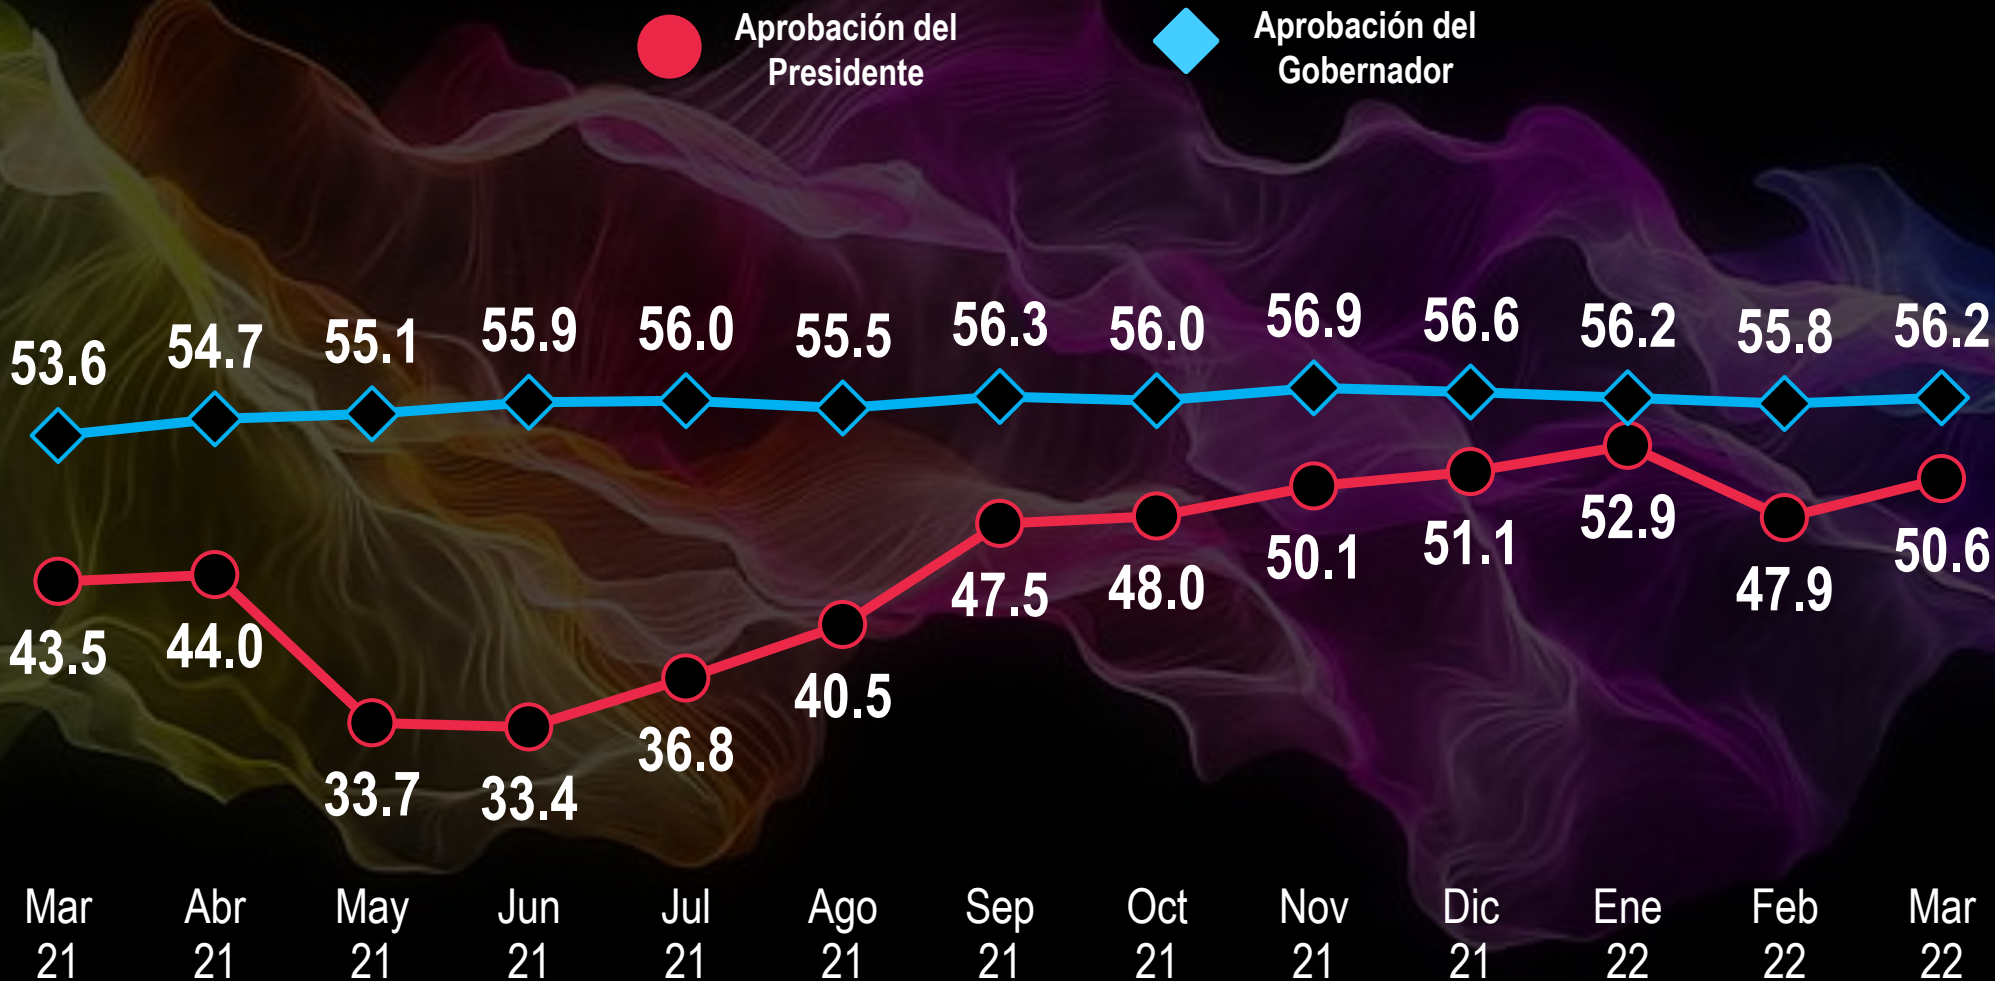 Aprobación del
Presidente
Aprobación del
Gobernador
53.6 54.7 55.1 55.9 56.0 55.5 56.3 56.0 56.9 56.6 56.2 55.8 56.2
43.5 44.0 33.7 33.4 36.8 40.5 47.5 48.0 50.1 51.1 52.9 47.9 50.6
Mar Abr May Jun Jul Ago Sep Oct Nov Dic Ene Feb Mar
21 21 21 21 21 21 21 21 21 21 22 22 22